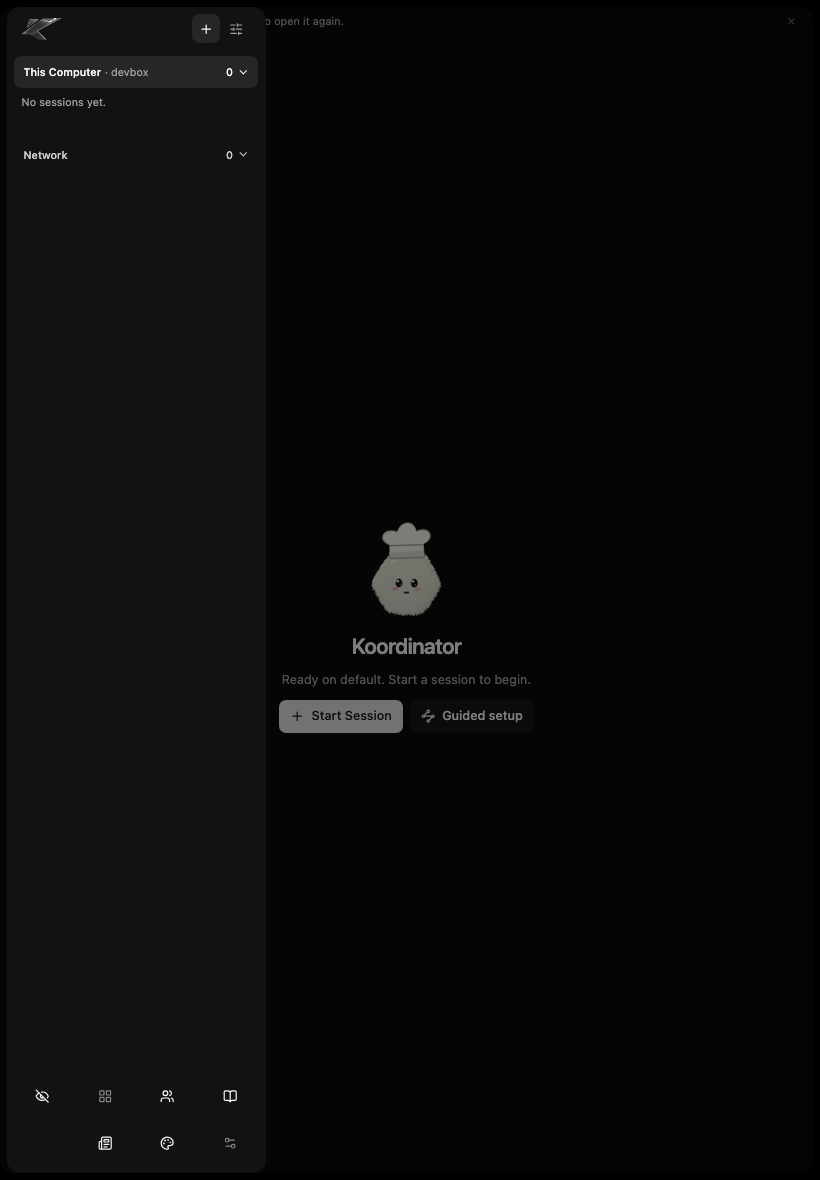 o open it again.
This Computer · devbox 0
No sessions yet.
Network 0
Koordinator
Ready on default. Start a session to begin.
Start Session
Guided setup